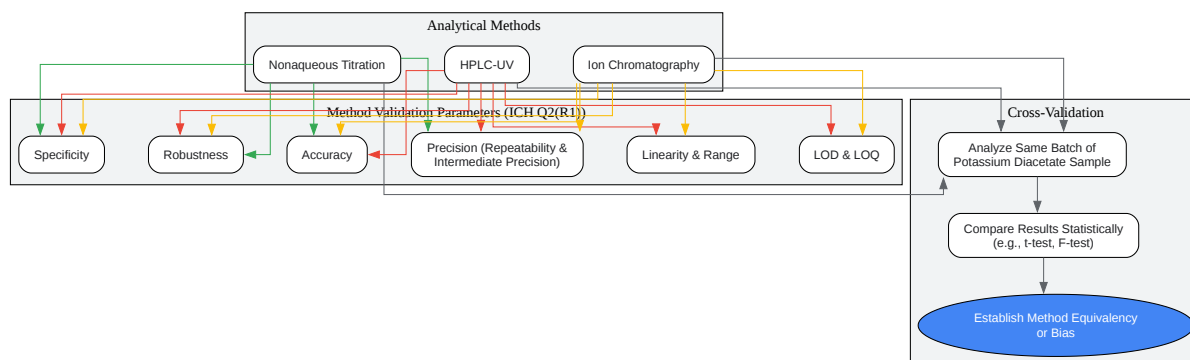 Analytical Methods
Nonaqueous Titration
HPLC-UV
Ion Chromatography
Method Validation Parameters (ICH Q2(R1))
Specificity
Robustness
Accuracy
Precision (Repeatability &
Intermediate Precision)
Linearity & Range
LOD & LOQ
Cross-Validation
Analyze Same Batch of
Potassium Diacetate Sample
Compare Results Statistically
(e.g., t-test, F-test)
Establish Method Equivalency
or Bias